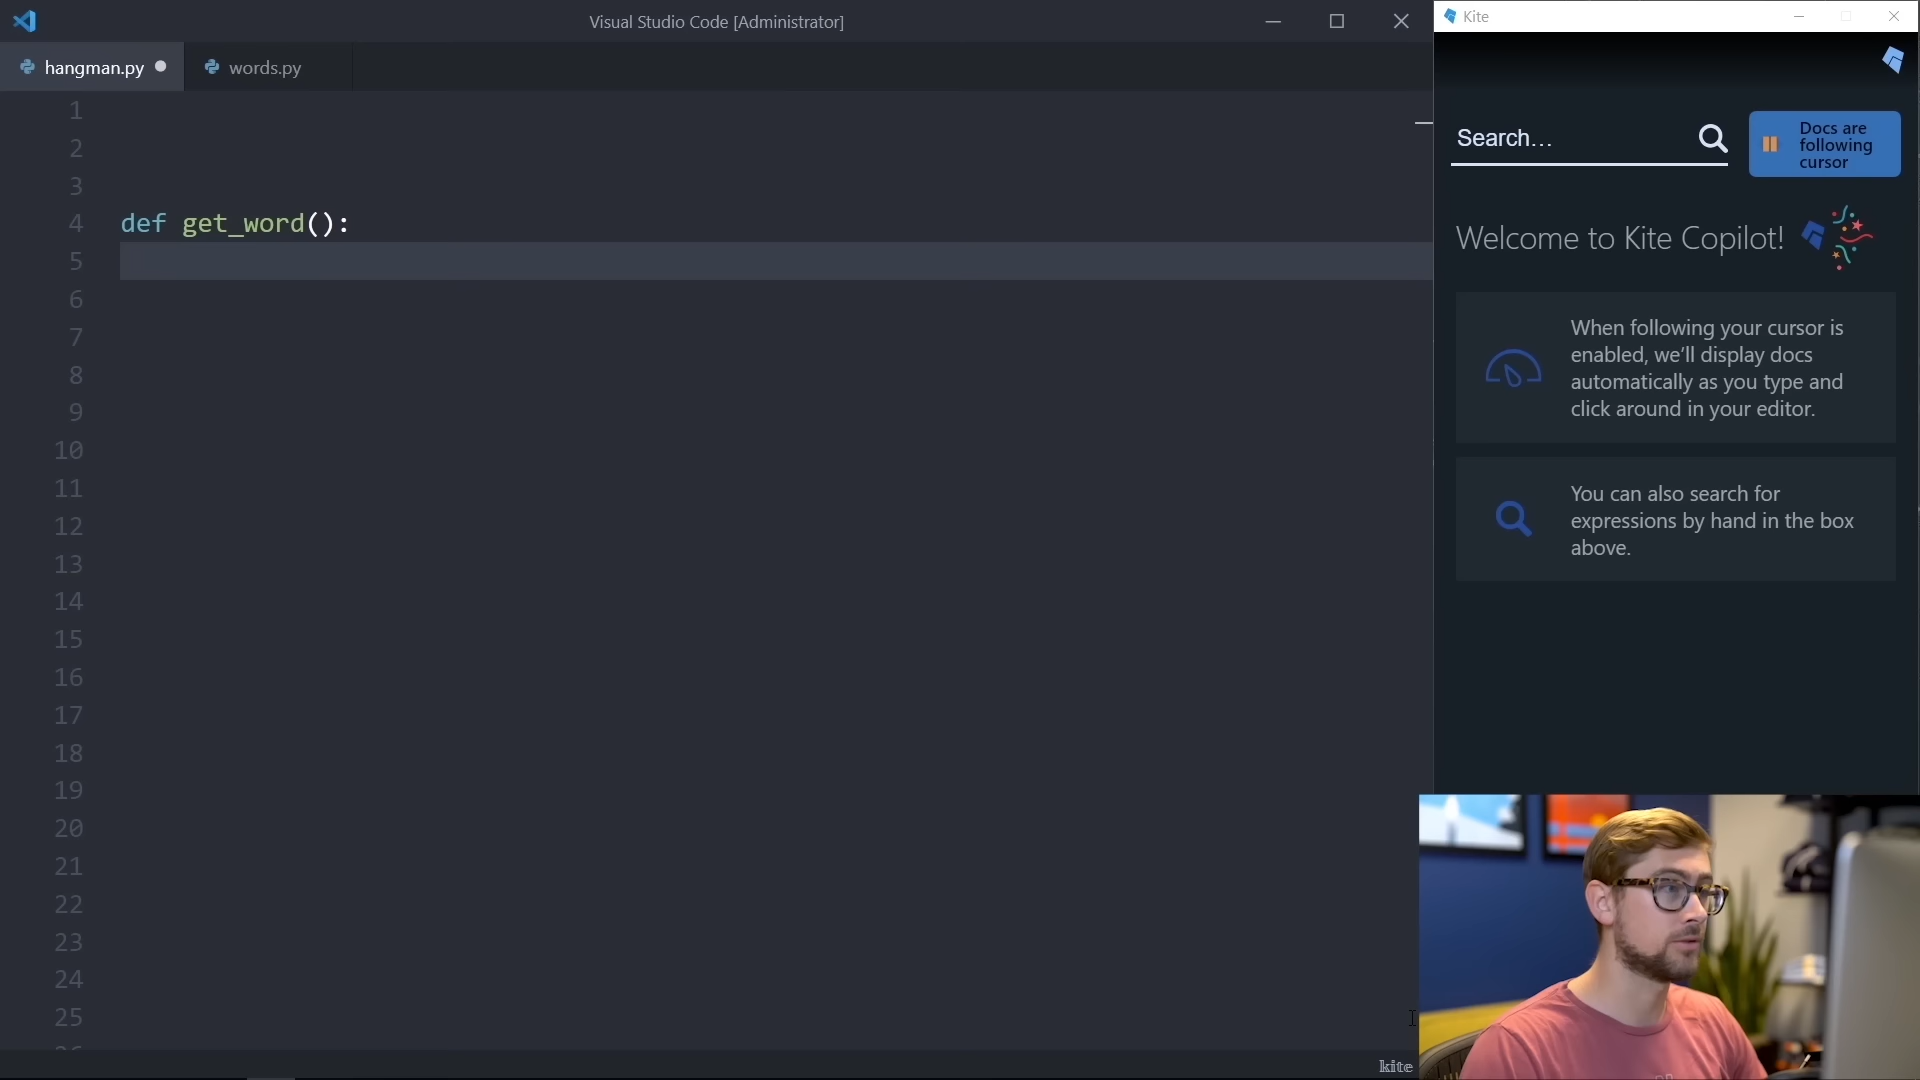 Visual Studio Code [Administrator]
hangman.py
words.py
1
2
3
4
def get_word():
5
6
7
8
9
10
11
12
13
14
15
16
17
18
19
20
21
22
23
24
25
kite
Kite
Search…
Docs are
following
cursor
Welcome to Kite Copilot!
When following your cursor is
enabled, we'll display docs
automatically as you type and
click around in your editor.
You can also search for
expressions by hand in the box
above.